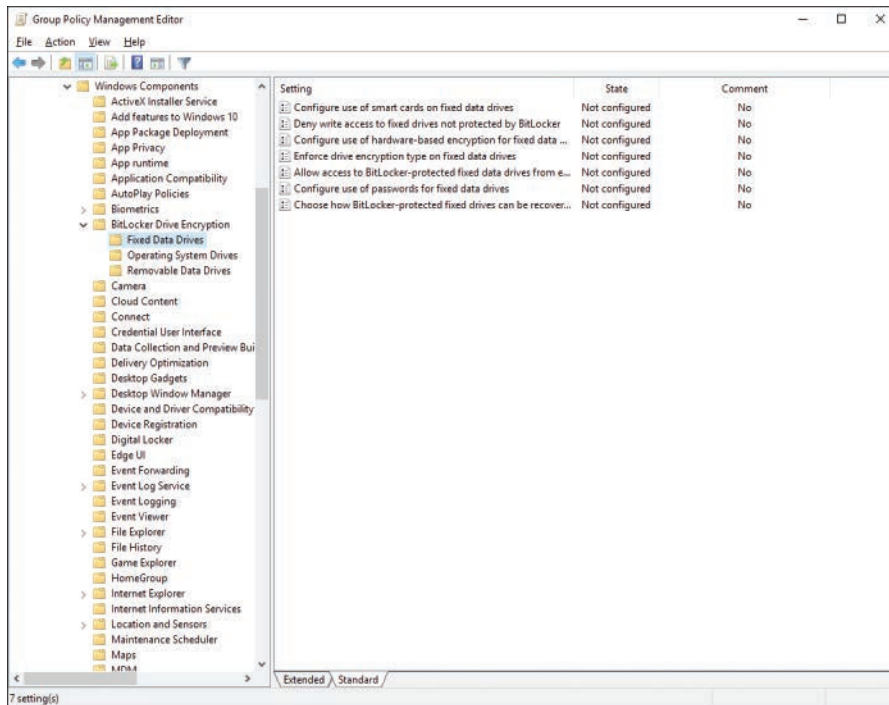 Group Policy Management Editor
File Action View Help
Windows Components
ActiveX Installer Service
Add features to Windows 10
App Package Deployment
App Privacy
App runtime
Application Compatibility
AutoPlay Policies
Biometrics
BitLocker Drive Encryption
Fixed Data Drives
Operating System Drives
Removable Data Drives
Camera
Cloud Content
Connect
Credential User Interface
Data Collection and Preview Bui
Delivery Optimization
Desktop Gadgets
Desktop Window Manager
Device and Driver Compatibility
Device Registration
Digital Locker
Edge UI
Event Forwarding
Event Log Service
Event Logging
Event Viewer
File Explorer
File History
Game Explorer
HomeGroup
Internet Explorer
Internet Information Services
Location and Sensors
Maintenance Scheduler
Maps
MDM
Setting State Comment
Configure use of smart cards on fixed data drives Not configured No
Deny write access to fixed drives not protected by BitLocker Not configured No
Configure use of hardware-based encryption for fixed data ... Not configured No
Enforce drive encryption type on fixed data drives Not configured No
Allow access to BitLocker-protected fixed data drives from e... Not configured No
Configure use of passwords for fixed data drives Not configured No
Choose how BitLocker-protected fixed drives can be recover... Not configured No
Extended Standard
7 setting(s)